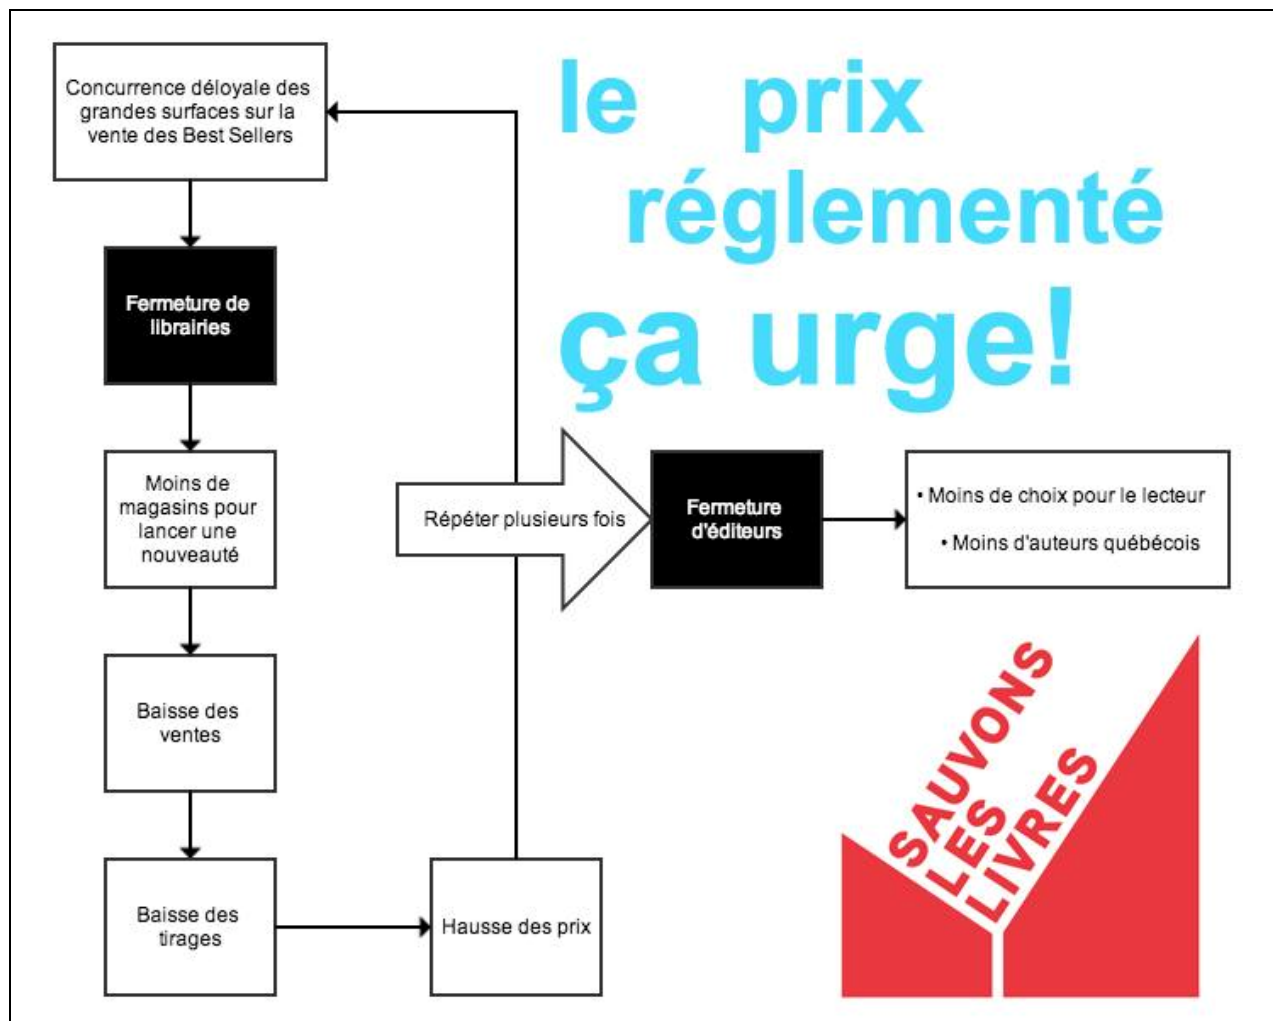 Concurrence déloyale des
grandes surfaces sur la
vente des Best Sellers
le prix
réglementé
ça urge!
Fermeture de
librairies
Moins de
magasins pour
lancer une
nouveauté
Répéter plusieurs fois
Fermeture
d'éditeurs
• Moins de choix pour le lecteur
• Moins d'auteurs québécois
Baisse des
ventes
Baisse des
tirages
Hausse des prix
SAUVONS
LES
LIVRES